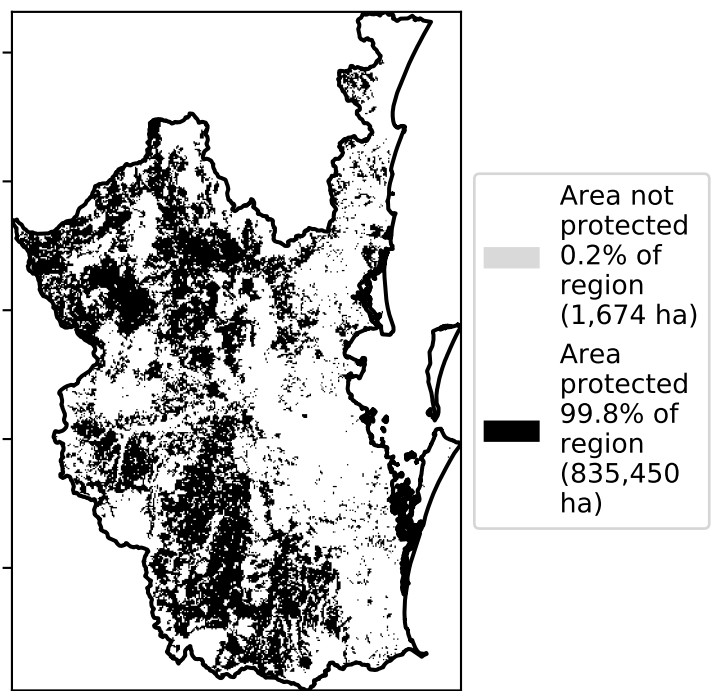 Area not
protected
0.2% of
region
(1,674 ha)
Area
protected
99.8% of
region
(835,450
ha)